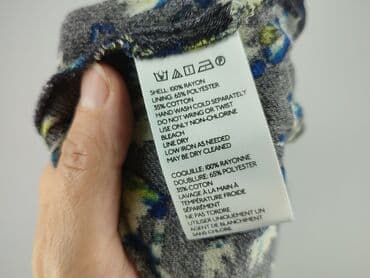 SHELL: 100% RAYON
LINING: 65% POLYESTER
35% COTTON
HAND WASH COLD SEPARATELY
DO NOT WRING OR TWIST
USE ONLY NON-CHLORINE
BLEACH
LINE DRY
LOW IRON AS NEEDED
MAY BE DRY CLEANED
COQUILLE: 100% RAYONNE
DOUBLURE: 65% POLYESTER
35% COTON
LAVAGE À LA MAIN À
TEMPÉRATURE FROIDE
SÉPARÉMENT
NE PAS TORDRE
UTILISER UNIQUEMENT UN
AGENT DE BLANCHIMENT
SANS CHLORE